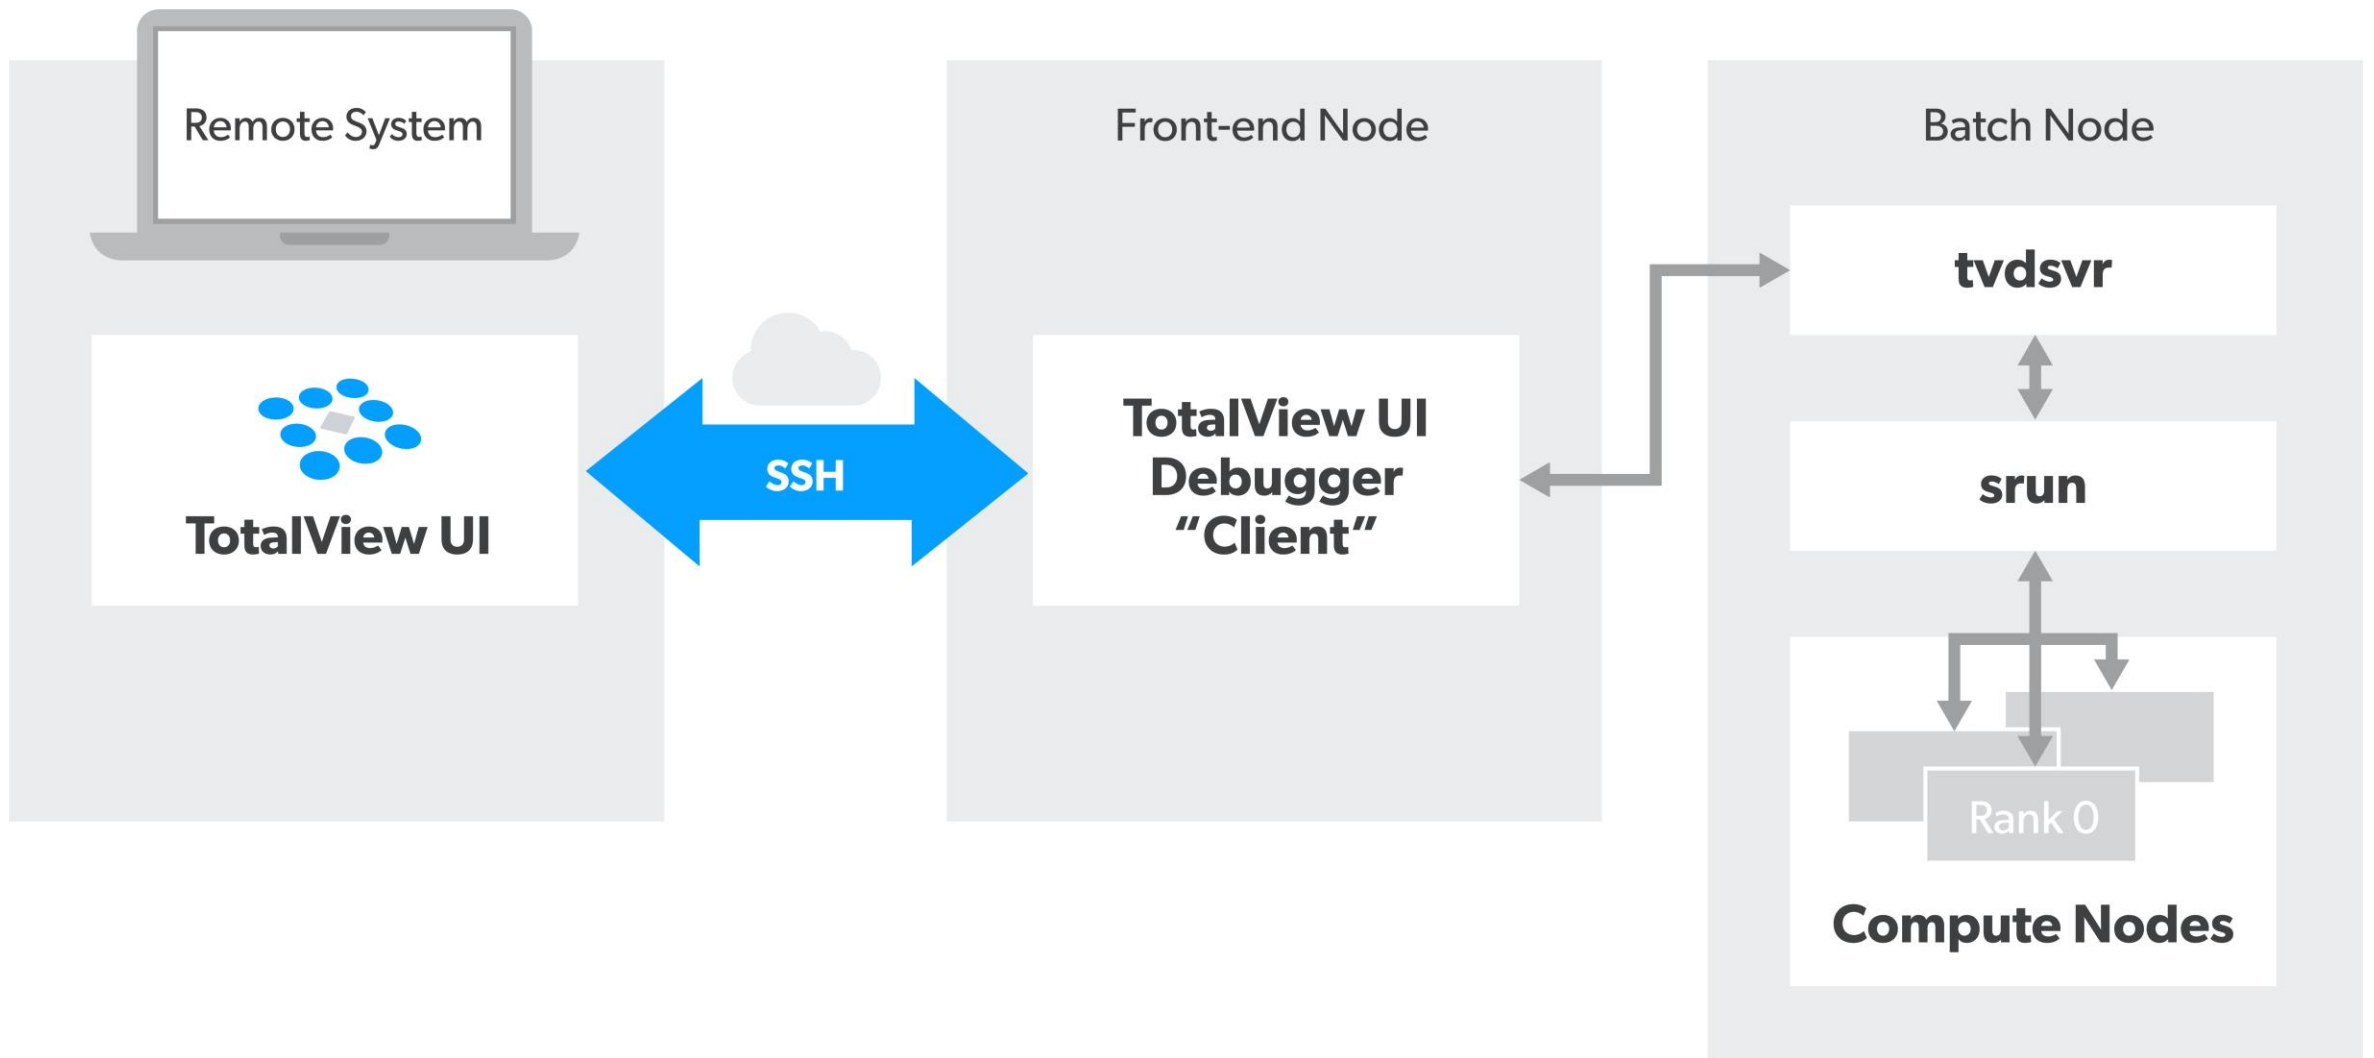 Remote System
TotalView UI
SSH
Front-end Node
TotalView UI
Debugger
“Client”
Batch Node
tvdsvr
srun
Rank 0
Compute Nodes